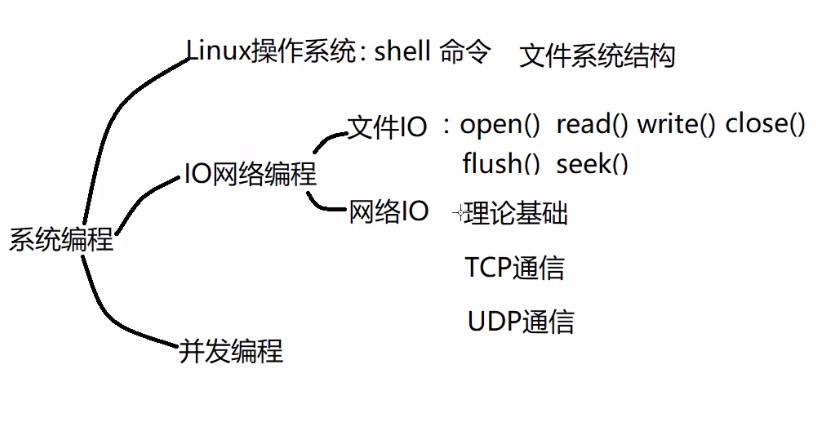 Linux操作系统：shell 命令 文件系统结构
文件IO ：open() read() write() close()
flush() seek()
IO网络编程
网络IO 理论基础
系统编程
TCP通信
UDP通信
并发编程